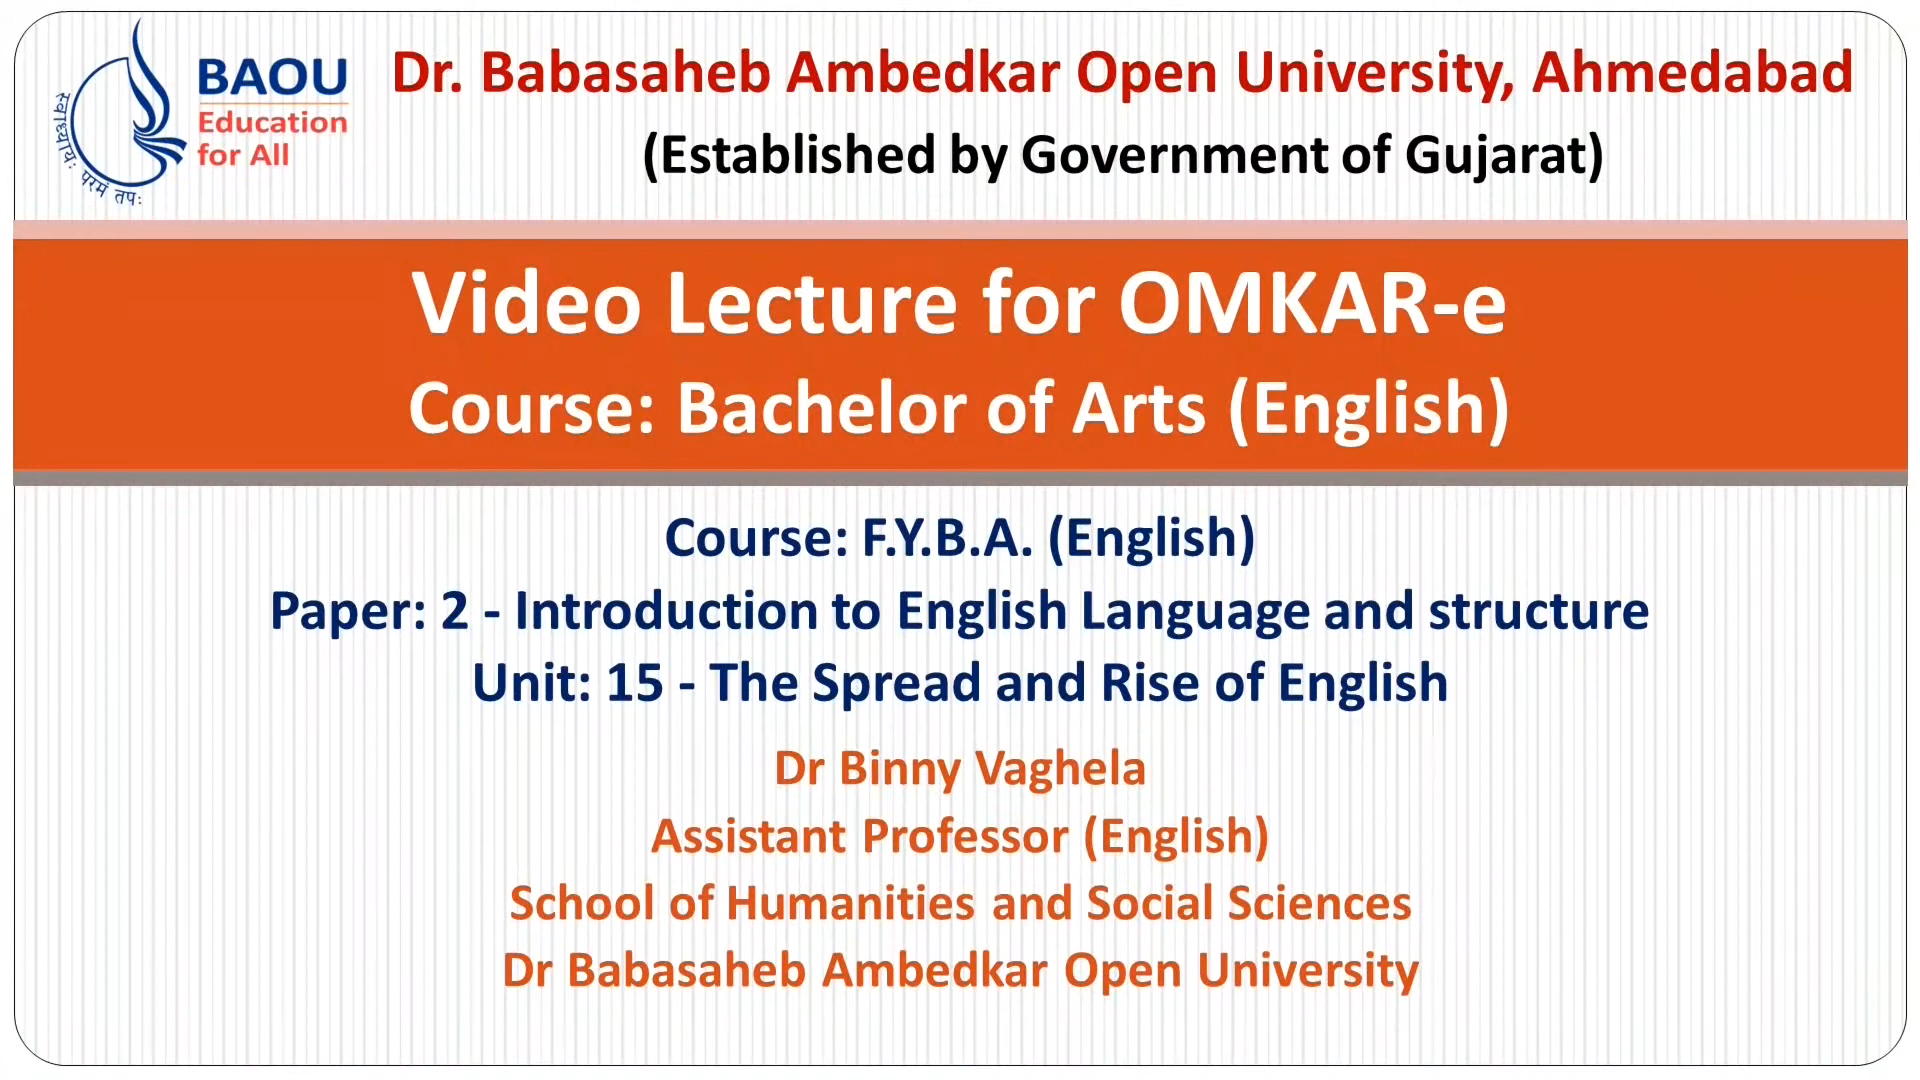 BAOU
Education
for All
स्वाध्यायः परमं तपः
Dr. Babasaheb Ambedkar Open University, Ahmedabad
(Established by Government of Gujarat)
Video Lecture for OMKAR-e
Course: Bachelor of Arts (English)
Course: F.Y.B.A. (English)
Paper: 2 - Introduction to English Language and structure
Unit: 15 - The Spread and Rise of English
Dr Binny Vaghela
Assistant Professor (English)
School of Humanities and Social Sciences
Dr Babasaheb Ambedkar Open University